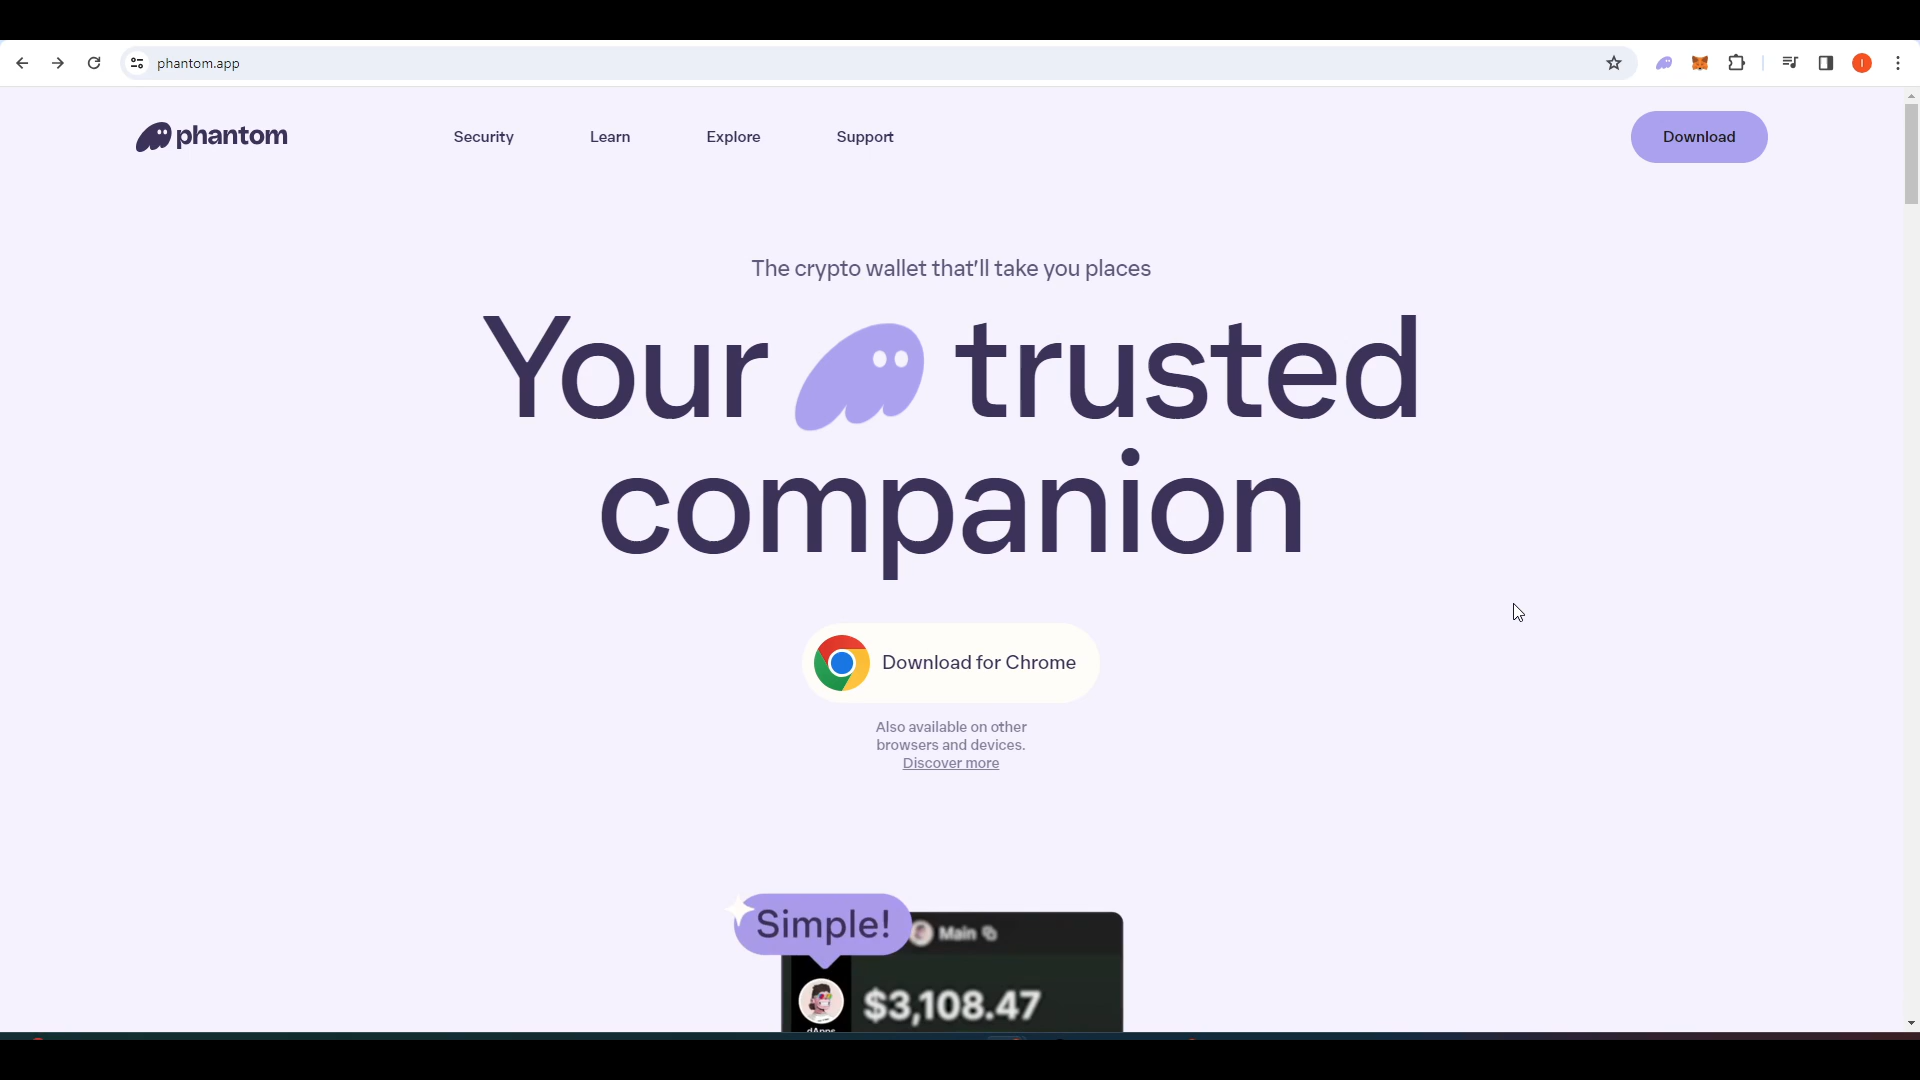 phantom.app
phantom
Security
Learn
Explore
Support
Download
The crypto wallet that'll take you places
Your trusted
companion
Download for Chrome
Also available on other
browsers and devices.
Discover more
Simple!
Main
$3,108.47
dApps